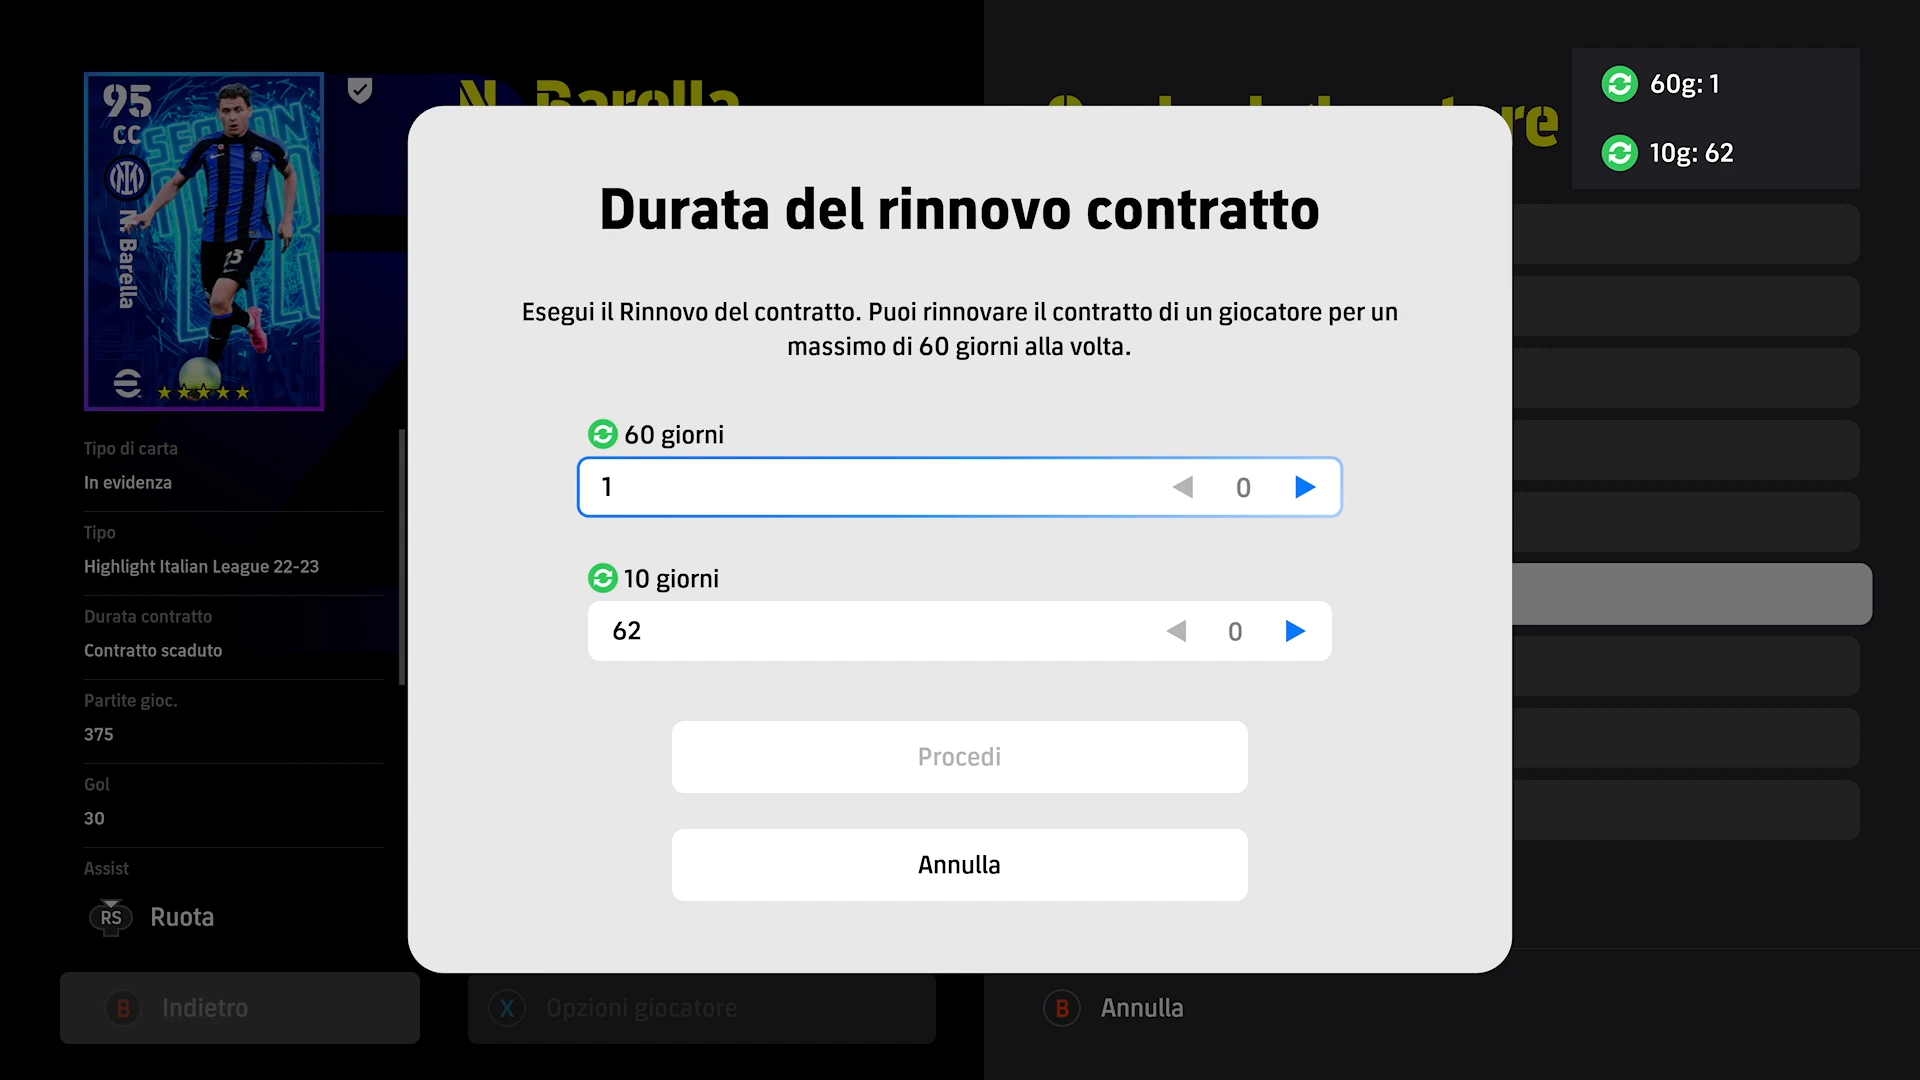 95
CC
SEASON
N. Barella
23
N. Barella
60g: 1
10g: 62
Durata del rinnovo contratto
Esegui il Rinnovo del contratto. Puoi rinnovare il contratto di un giocatore per un
massimo di 60 giorni alla volta.
60 giorni
1 0
10 giorni
62 0
Procedi
Annulla
Tipo di carta
In evidenza
Tipo
Highlight Italian League 22-23
Durata contratto
Contratto scaduto
Partite gioc.
375
Gol
30
Assist
RS Ruota
B Indietro
X Opzioni giocatore
B Annulla